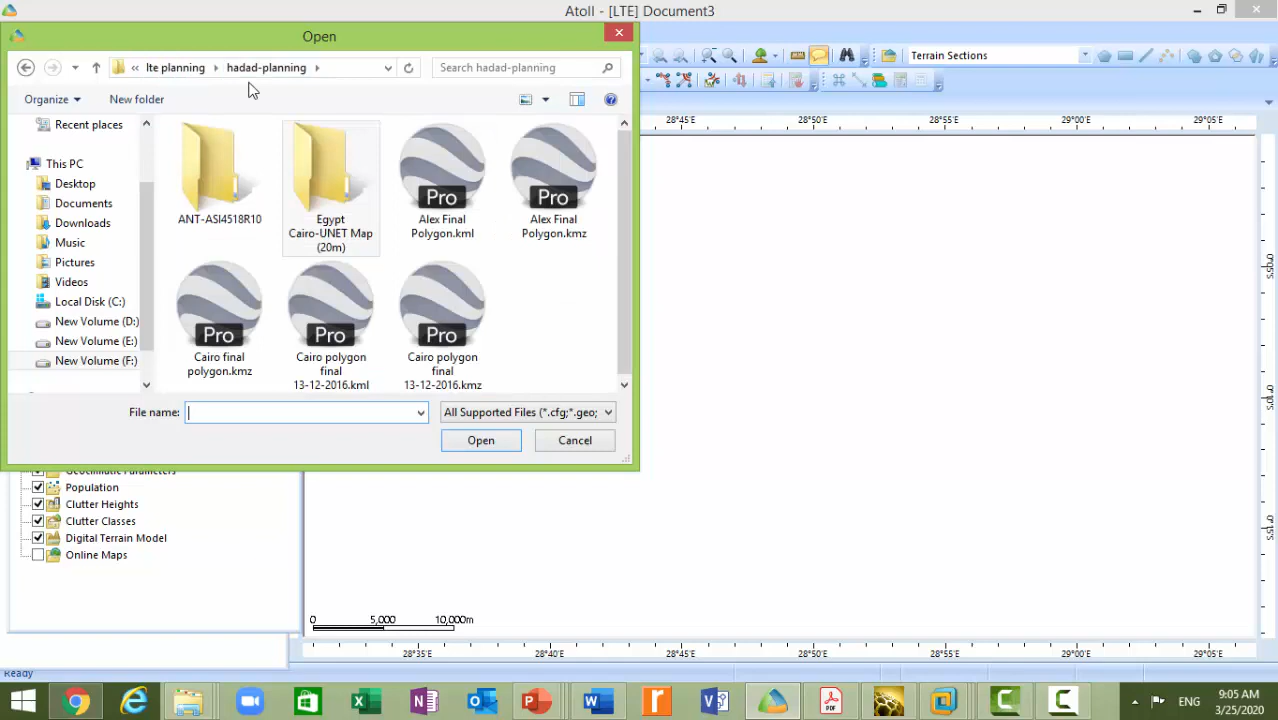 Atoll - [LTE] Document3
Open
lte planning
hadad-planning
Search hadad-planning
Terrain Sections
Organize
New folder
Recent places
This PC
Desktop
Documents
Downloads
Music
Pictures
Videos
Local Disk (C:)
New Volume (D:)
New Volume (E:)
New Volume (F:)
ANT-ASI4518R10
Egypt
Cairo-UNET Map
(20m)
Pro
Alex Final
Polygon.kml
Pro
Alex Final
Polygon.kmz
Pro
Cairo final
polygon.kmz
Pro
Cairo polygon
final
13-12-2016.kml
Pro
Cairo polygon
final
13-12-2016.kmz
File name:
All Supported Files (*.cfg;*.geo;
Open
Cancel
28°45'E
28°50'E
28°55'E
29°00'E
29°05'E
Geoclimatic Parameters
Population
Clutter Heights
Clutter Classes
Digital Terrain Model
Online Maps
0
5,000
10,000m
28°35'E
28°40'E
28°45'E
28°50'E
28°55'E
29°00'E
29°05'E
Ready
ENG
9:05 AM
3/25/2020